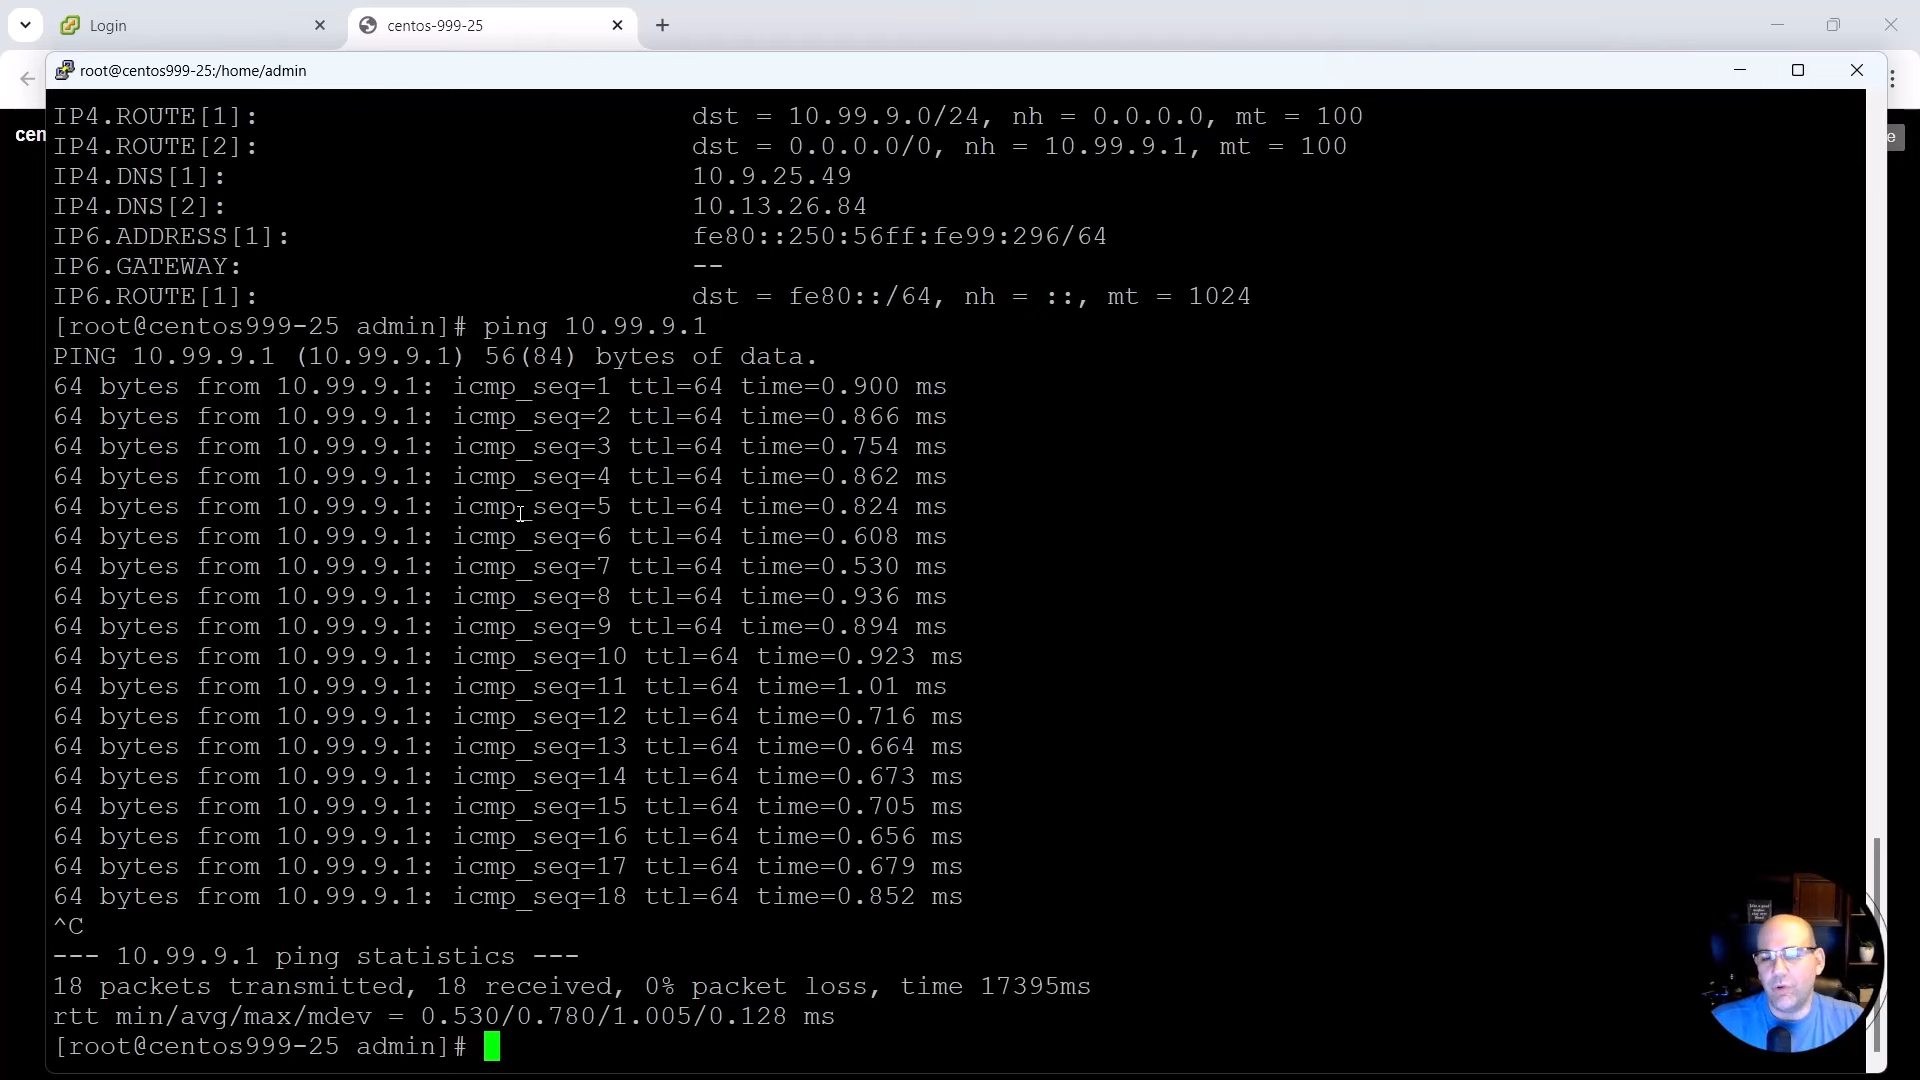 Login
centos-999-25
root@centos999-25:/home/admin
cen
e
IP4.ROUTE[1]: dst = 10.99.9.0/24, nh = 0.0.0.0, mt = 100
IP4.ROUTE[2]: dst = 0.0.0.0/0, nh = 10.99.9.1, mt = 100
IP4.DNS[1]: 10.9.25.49
IP4.DNS[2]: 10.13.26.84
IP6.ADDRESS[1]: fe80::250:56ff:fe99:296/64
IP6.GATEWAY: --
IP6.ROUTE[1]: dst = fe80::/64, nh = ::, mt = 1024
[root@centos999-25 admin]# ping 10.99.9.1
PING 10.99.9.1 (10.99.9.1) 56(84) bytes of data.
64 bytes from 10.99.9.1: icmp_seq=1 ttl=64 time=0.900 ms
64 bytes from 10.99.9.1: icmp_seq=2 ttl=64 time=0.866 ms
64 bytes from 10.99.9.1: icmp_seq=3 ttl=64 time=0.754 ms
64 bytes from 10.99.9.1: icmp_seq=4 ttl=64 time=0.862 ms
64 bytes from 10.99.9.1: icmp_seq=5 ttl=64 time=0.824 ms
64 bytes from 10.99.9.1: icmp_seq=6 ttl=64 time=0.608 ms
64 bytes from 10.99.9.1: icmp_seq=7 ttl=64 time=0.530 ms
64 bytes from 10.99.9.1: icmp_seq=8 ttl=64 time=0.936 ms
64 bytes from 10.99.9.1: icmp_seq=9 ttl=64 time=0.894 ms
64 bytes from 10.99.9.1: icmp_seq=10 ttl=64 time=0.923 ms
64 bytes from 10.99.9.1: icmp_seq=11 ttl=64 time=1.01 ms
64 bytes from 10.99.9.1: icmp_seq=12 ttl=64 time=0.716 ms
64 bytes from 10.99.9.1: icmp_seq=13 ttl=64 time=0.664 ms
64 bytes from 10.99.9.1: icmp_seq=14 ttl=64 time=0.673 ms
64 bytes from 10.99.9.1: icmp_seq=15 ttl=64 time=0.705 ms
64 bytes from 10.99.9.1: icmp_seq=16 ttl=64 time=0.656 ms
64 bytes from 10.99.9.1: icmp_seq=17 ttl=64 time=0.679 ms
64 bytes from 10.99.9.1: icmp_seq=18 ttl=64 time=0.852 ms
^C
--- 10.99.9.1 ping statistics ---
18 packets transmitted, 18 received, 0% packet loss, time 17395ms
rtt min/avg/max/mdev = 0.530/0.780/1.005/0.128 ms
[root@centos999-25 admin]#